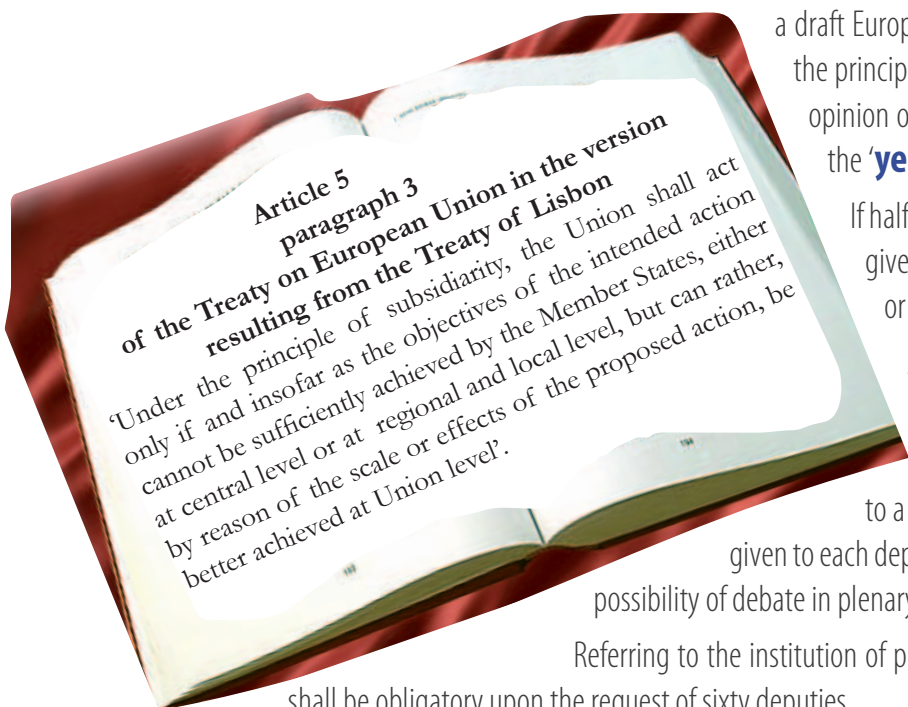 Article 5
paragraph 3
of the Treaty on European Union in the version
resulting from the Treaty of Lisbon
‘Under the principle of subsidiarity, the Union shall act
only if and insofar as the objectives of the intended action
cannot be sufficiently achieved by the Member States, either
at central level or at regional and local level, but can rather,
by reason of the scale or effects of the proposed action, be
better achieved at Union level’.
a draft
the
opinion
the ‘
If half
give
or
to a
given to each
possibility of debate in plenary
Referring to the institution of
shall be obligatory upon the request of sixty deputies